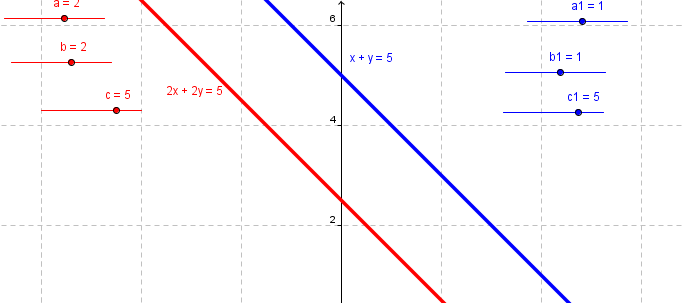 a = 2
b = 2
c = 5
2x + 2y = 5
6
4
2
x + y = 5
a1 = 1
b1 = 1
c1 = 5